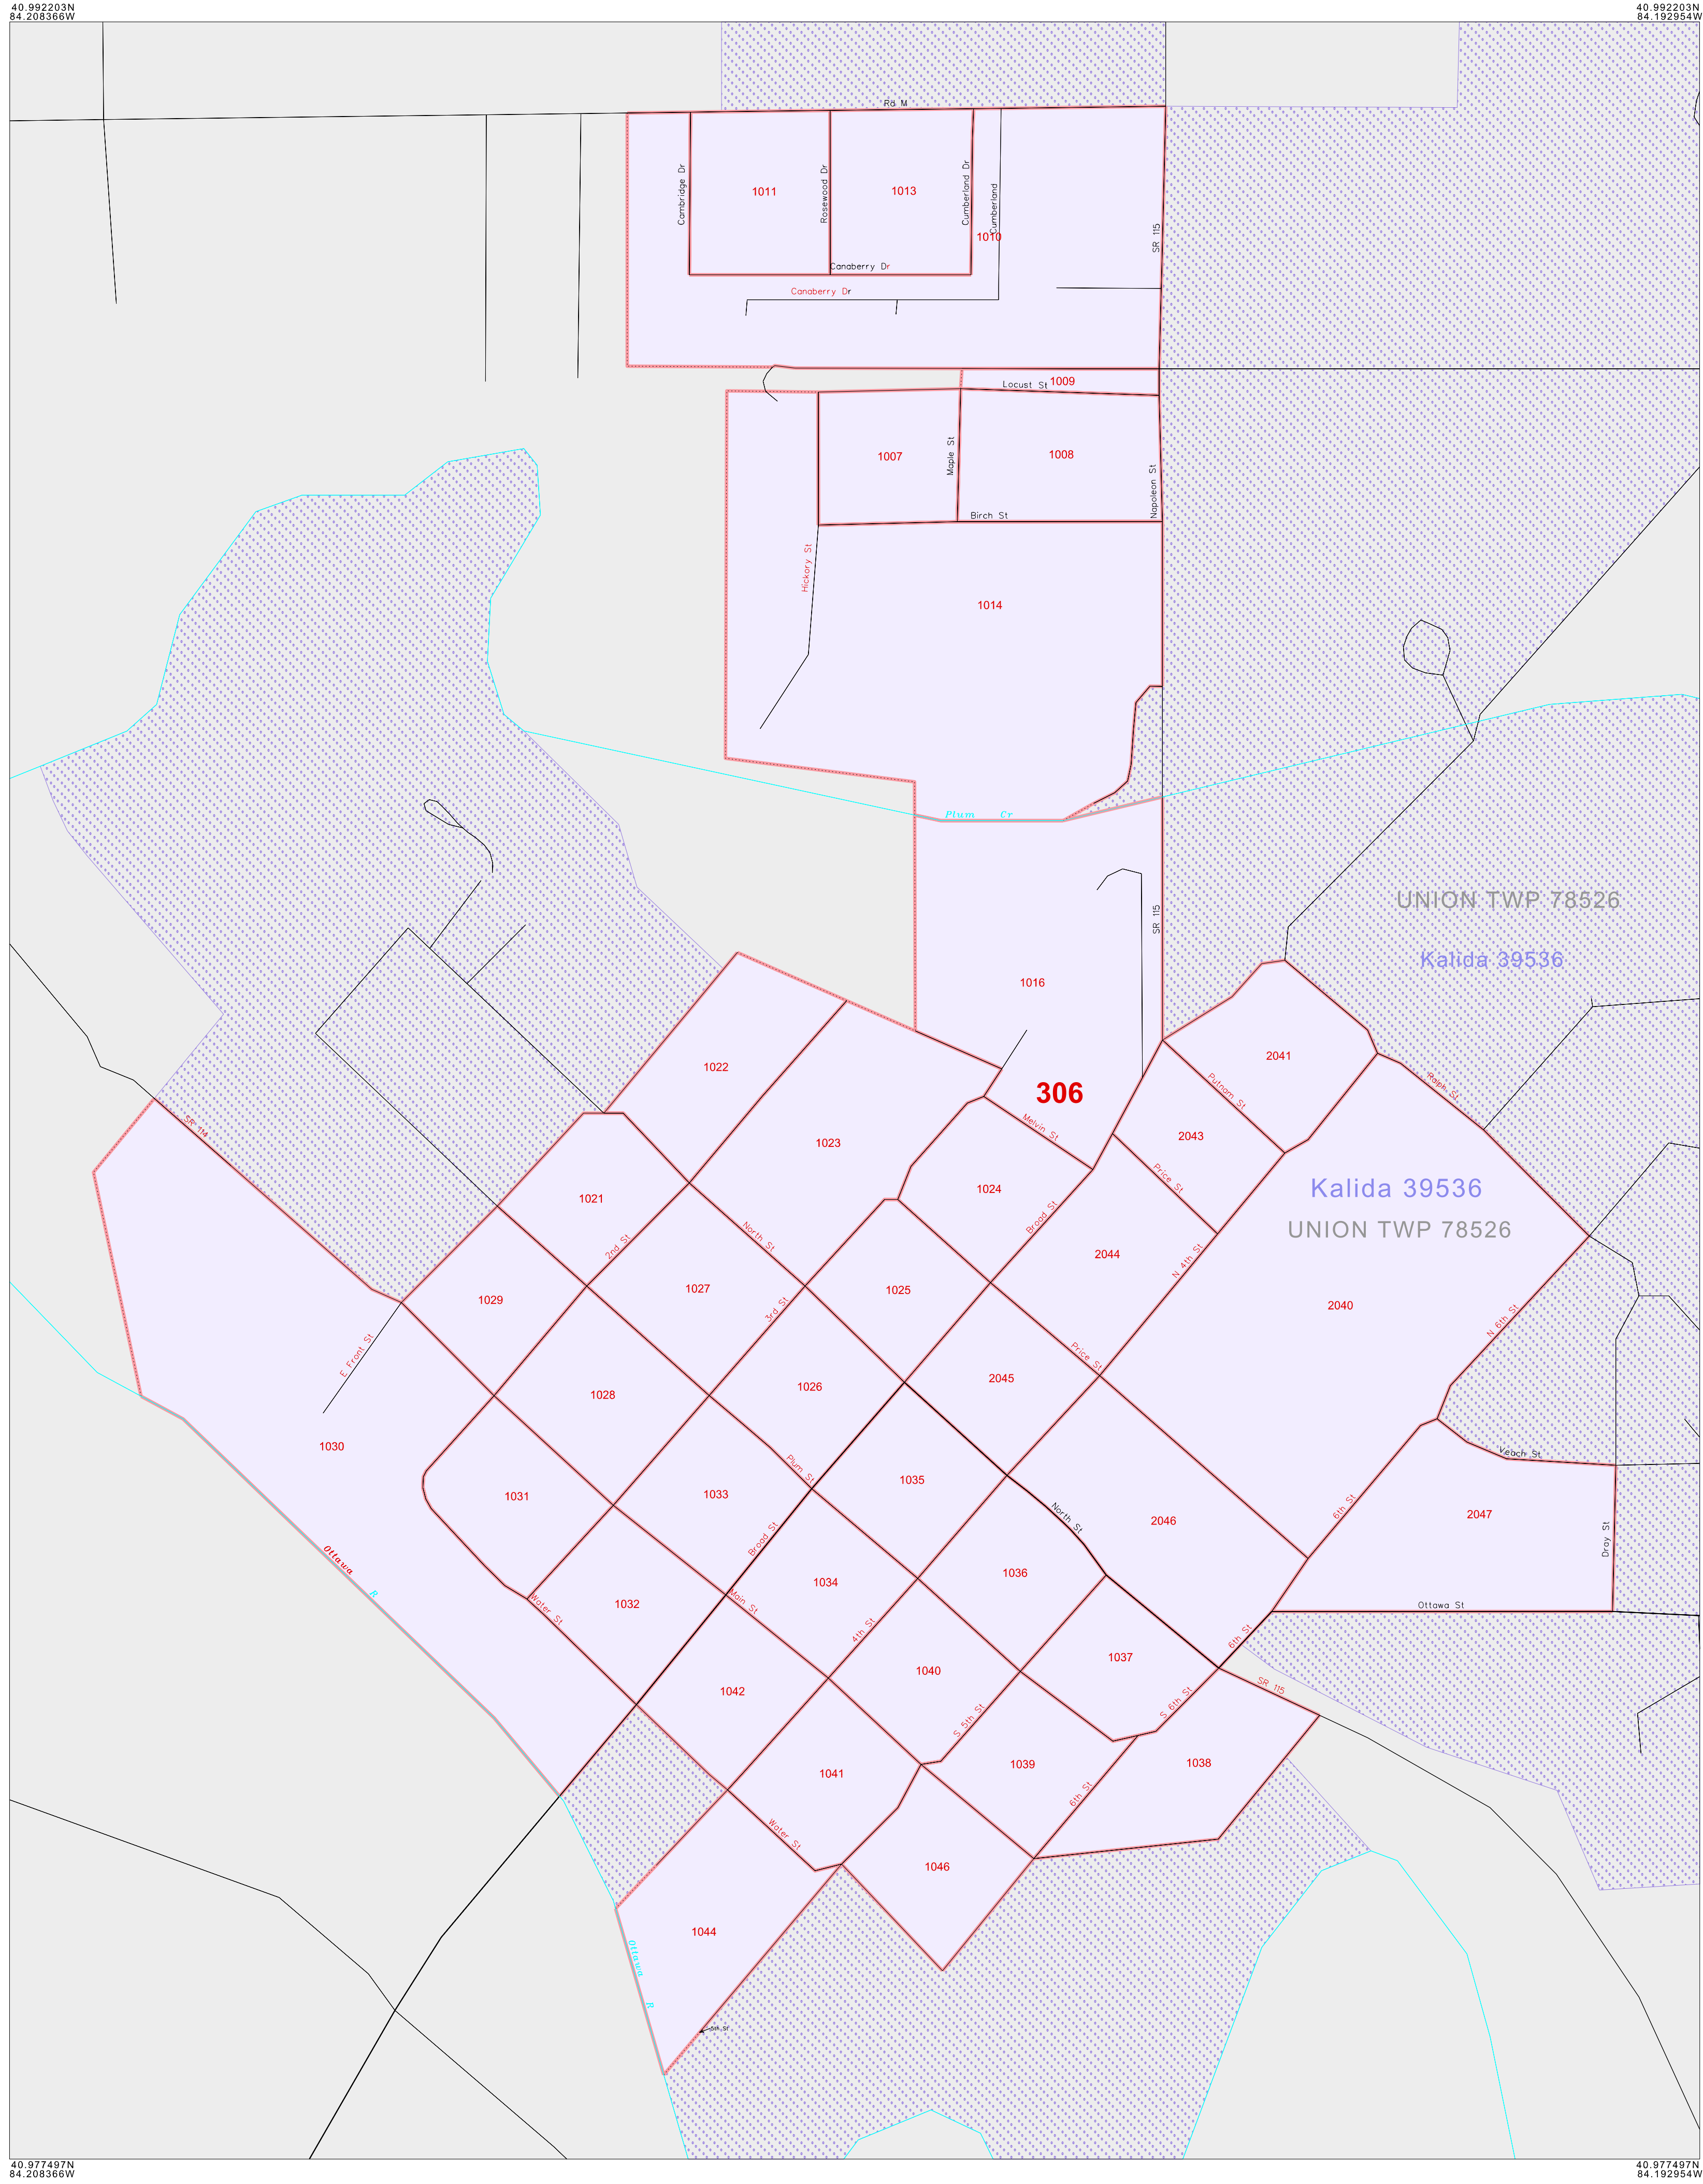 40.992203N
84.208366W
40.992203N
84.192954W
Rd M
Cambridge Dr
1011
Rosewood Dr
1013
Cumberland Dr
Cumberland
1010
SR 115
Canaberry Dr
Canaberry Dr
1009
Locust St
1007
Maple St
1008
Napoleon St
Birch St
Hickory St
1014
Plum Cr
UNION TWP 78526
SR 115
Kalida 39536
1016
2041
1022
306
Putnam St
Ralph St
SR 114
1023
Melvin St
2043
Price St
1024
Kalida 39536
1021
Broad St
UNION TWP 78526
North St
2nd St
2044
N 4th St
1027
1025
1029
3rd St
2040
N 6th St
E Front St
Price St
1028
1026
2045
1030
Veach St
Plum St
1035
1031
1033
6th St
2047
North St
2046
Dray St
Broad St
Ottawa R
1034
1036
Water St
Main St
1032
Ottawa St
4th St
6th St
1037
1040
SR 115
1042
S 5th St
S 6th St
1039
1038
1041
6th St
Water St
1046
1044
Ottawa R
5th St
40.977497N
84.208366W
40.977497N
84.192954W